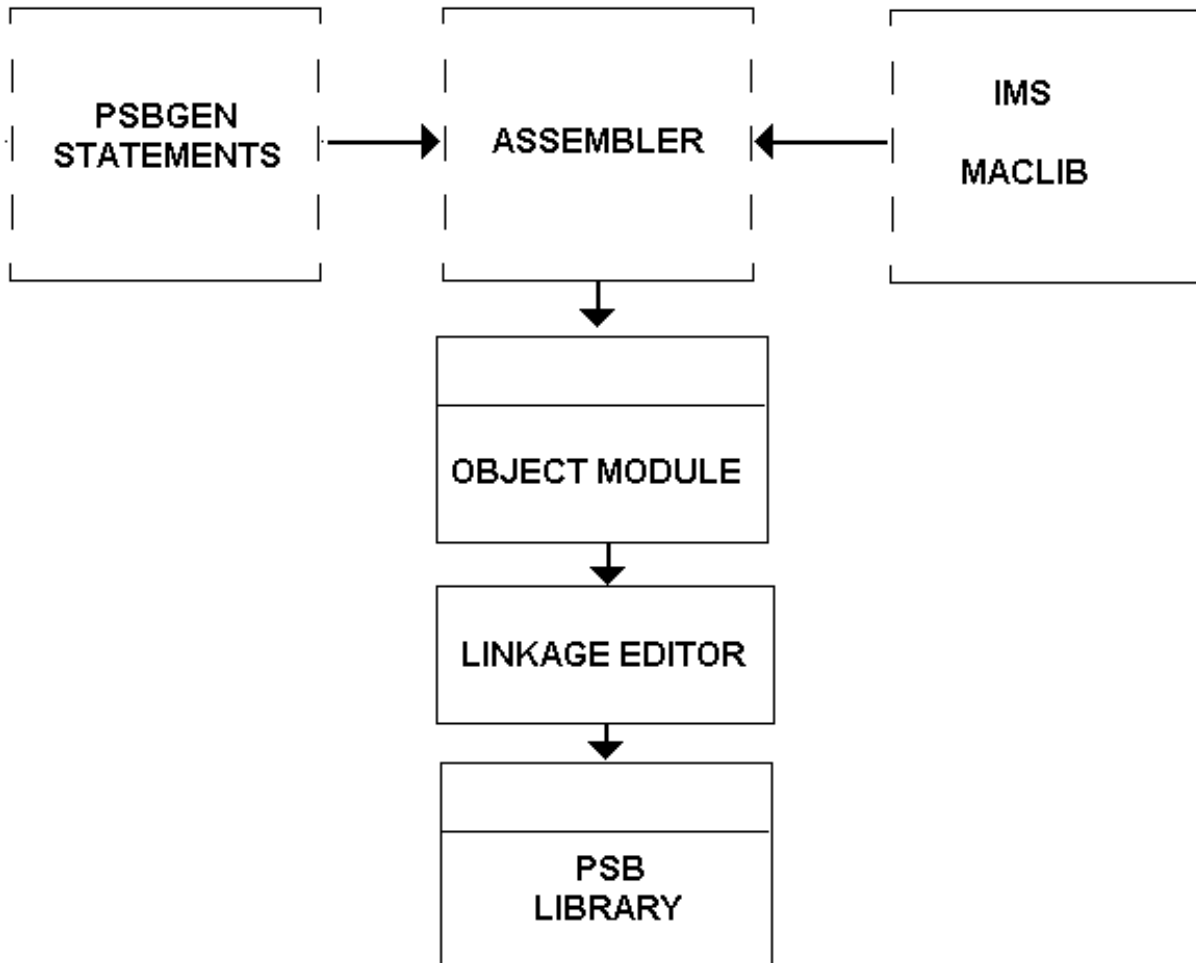 PSBGEN
STATEMENTS
ASSEMBLER
IMS
MACLIB
OBJECT MODULE
LINKAGE EDITOR
PSB
LIBRARY